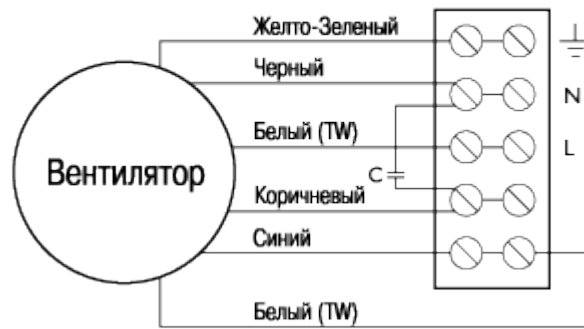 Желто-Зеленый
Черный
N
Белый (TW)
L
Вентилятор
C
Коричневый
Синий
Белый (TW)